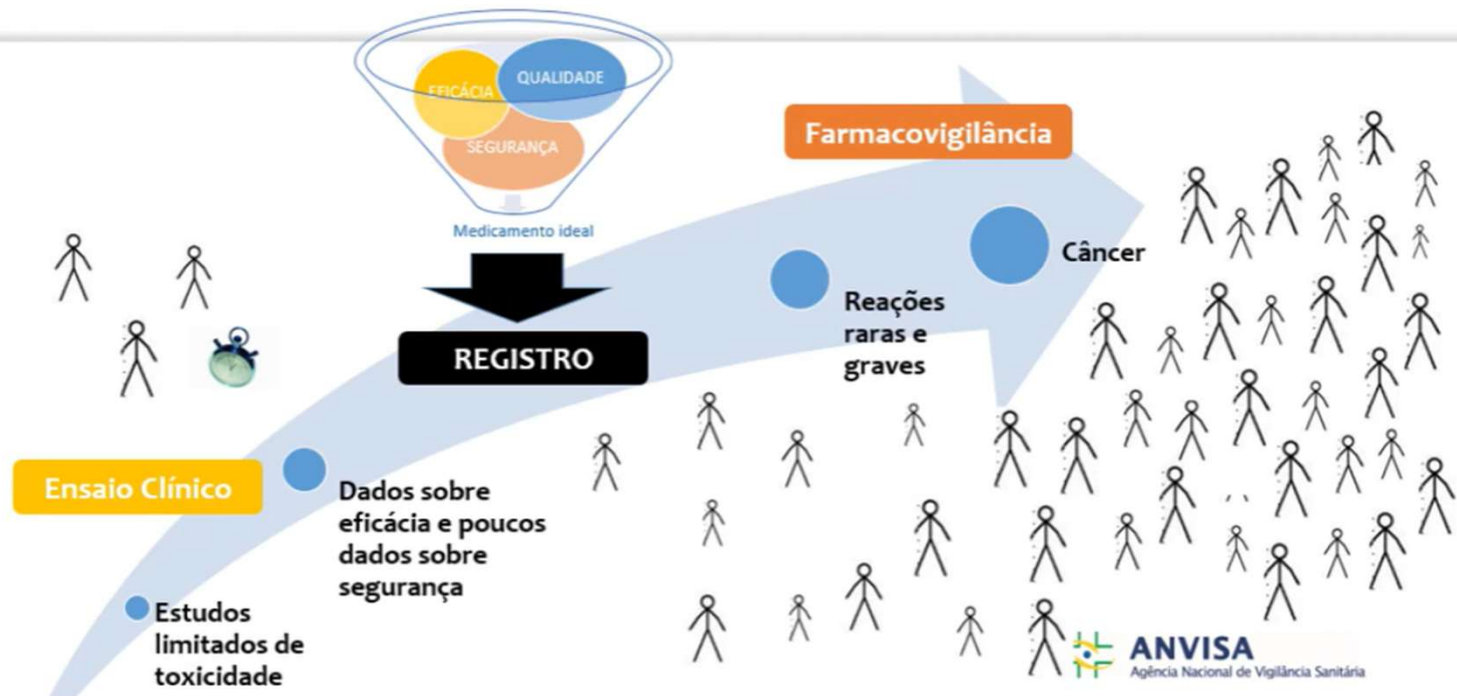 EFICÁCIA
QUALIDADE
SEGURANÇA
Medicamento ideal
REGISTRO
Farmacovigilância
Câncer
Reações
raras e
graves
Ensaio Clínico
Dados sobre
eficácia e poucos
dados sobre
segurança
Estudos
limitados de
toxicidade
ANVISA
Agência Nacional de Vigilância Sanitária